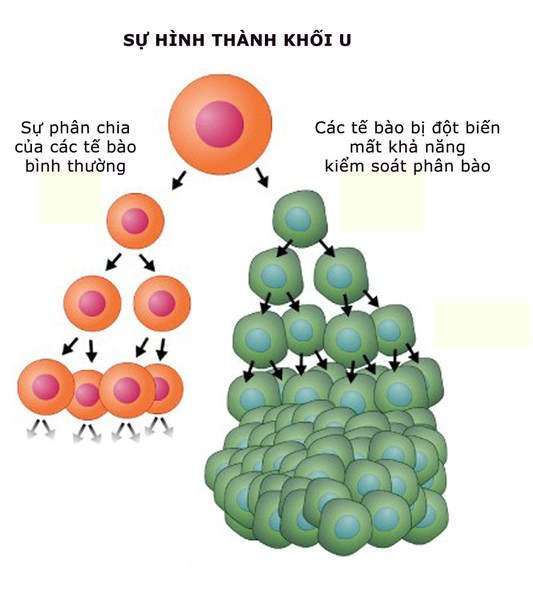 SỰ HÌNH THÀNH KHỐI U
Sự phân chia
của các tế bào
bình thường
Các tế bào bị đột biến
mất khả năng
kiểm soát phân bào